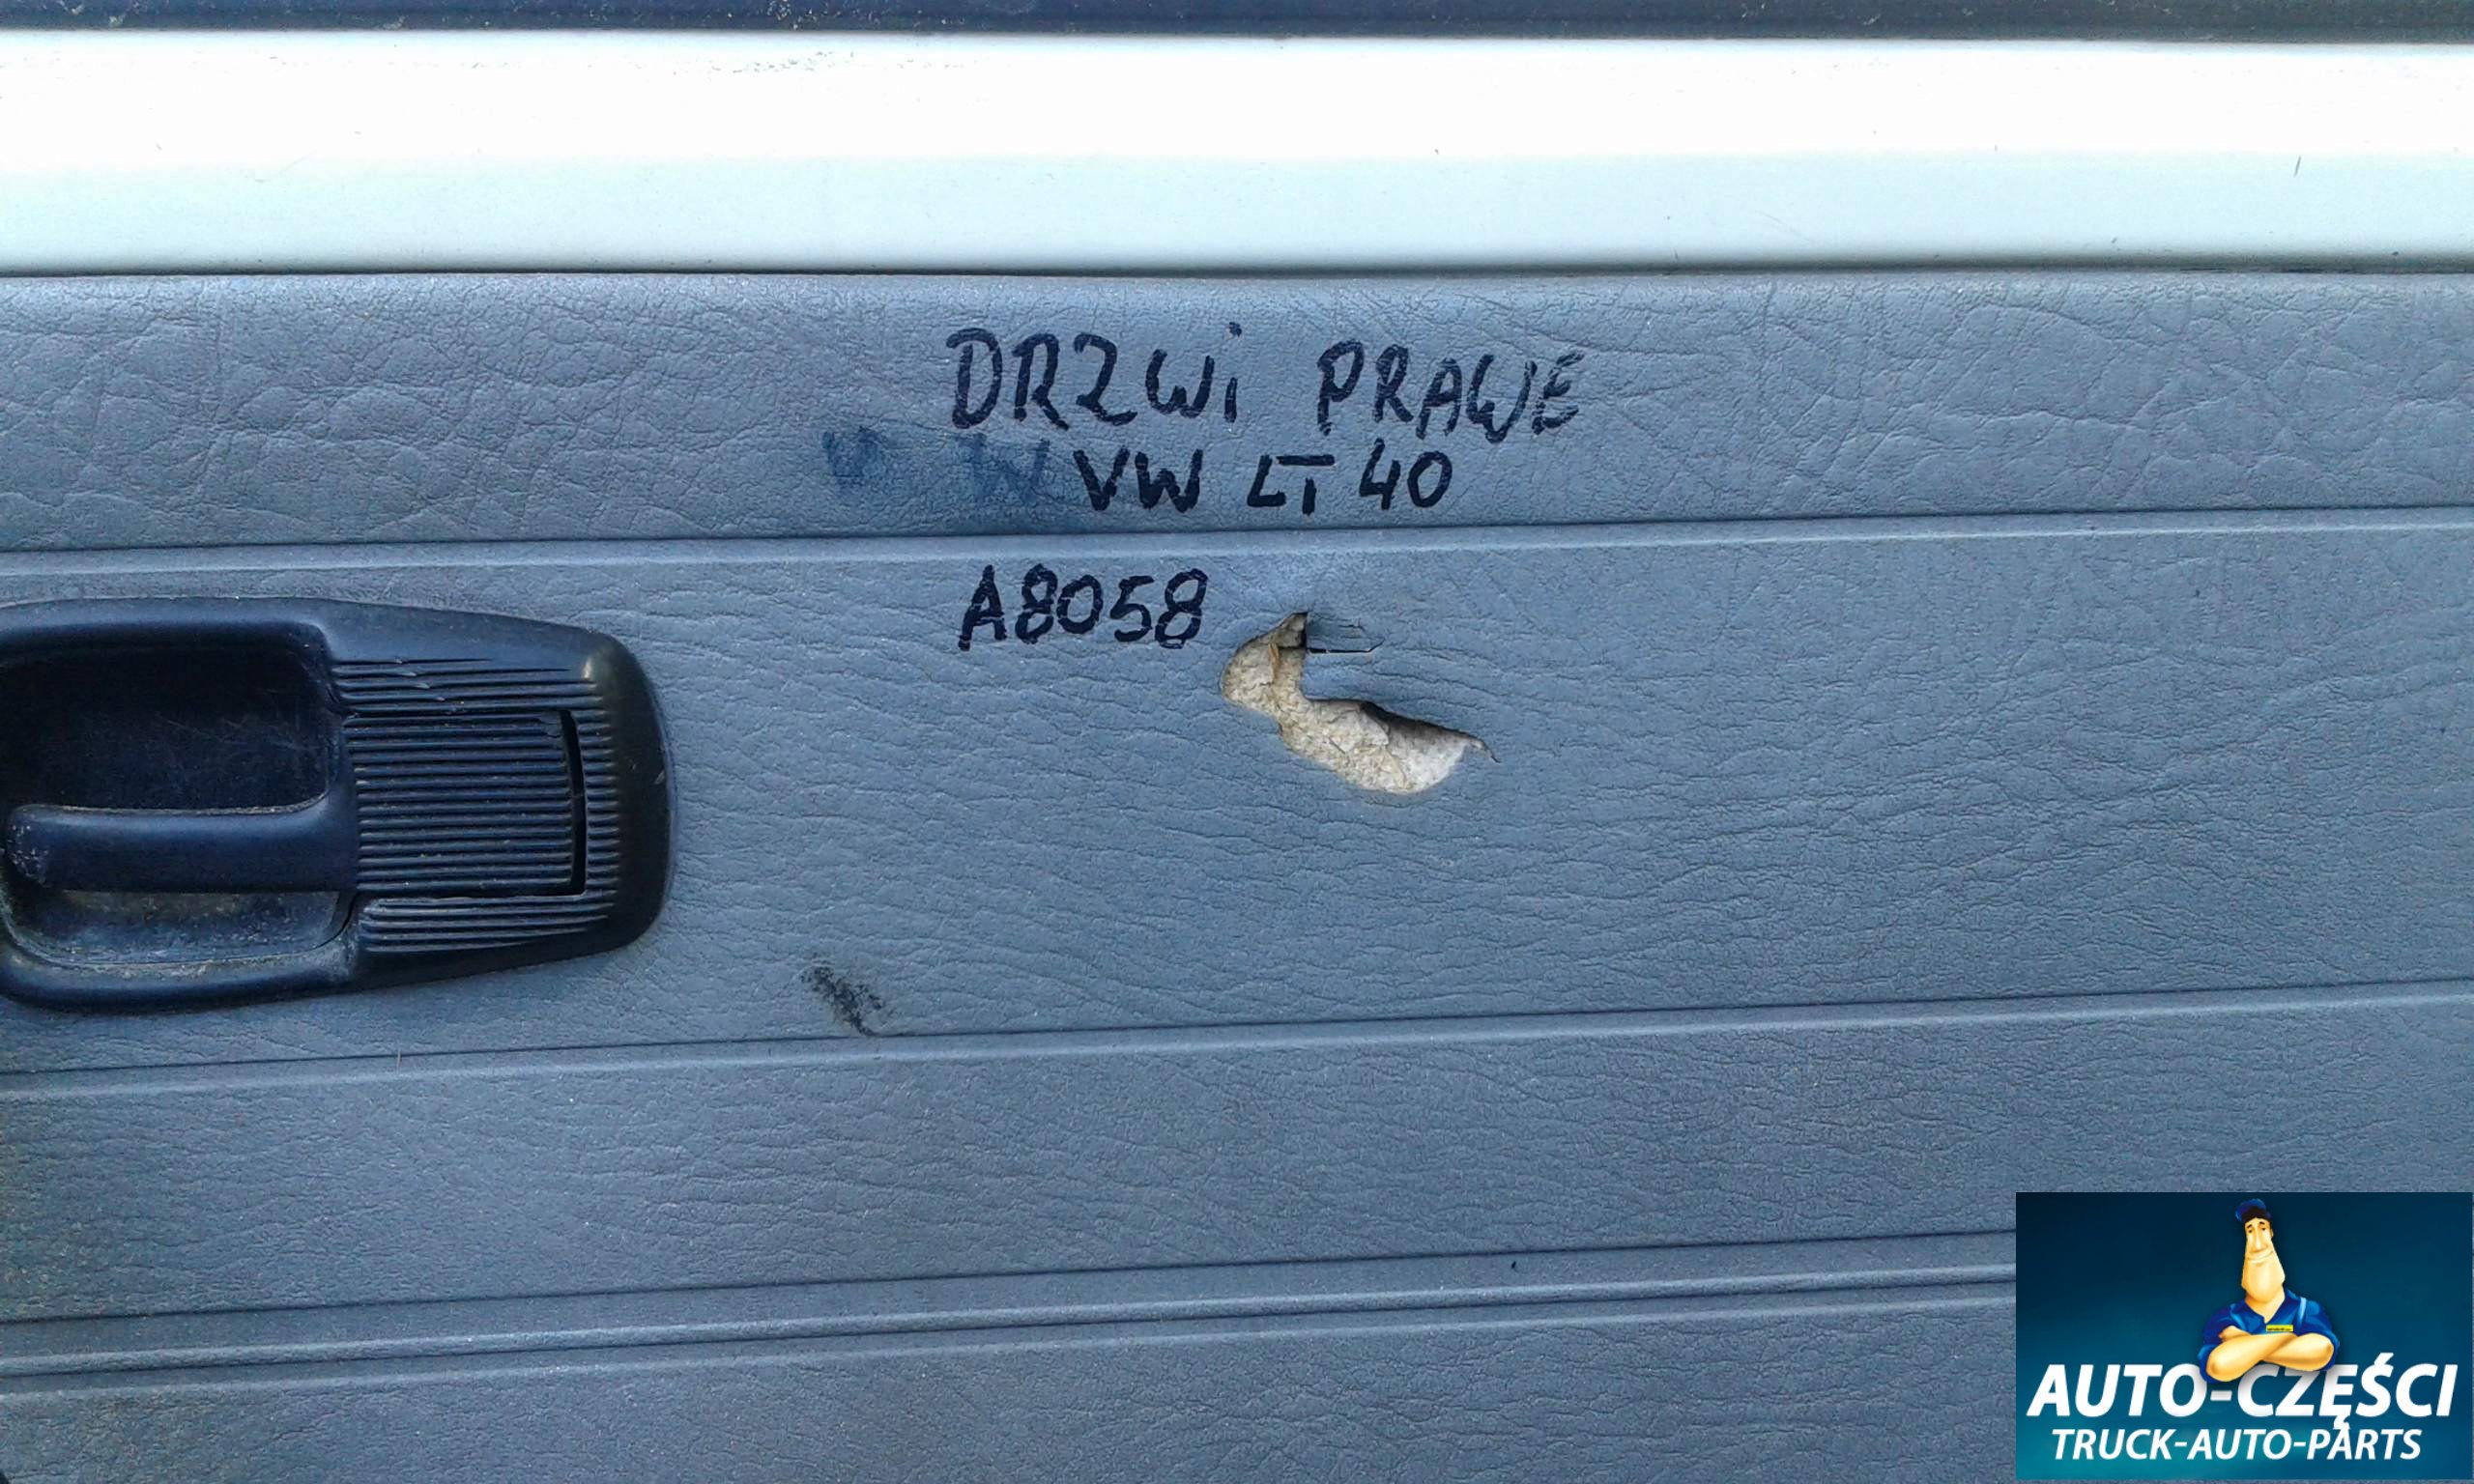 DRZWi PRAWE
VW LT 40
A8058
AUTO-CZĘŚCI
TRUCK-AUTO-PARTS